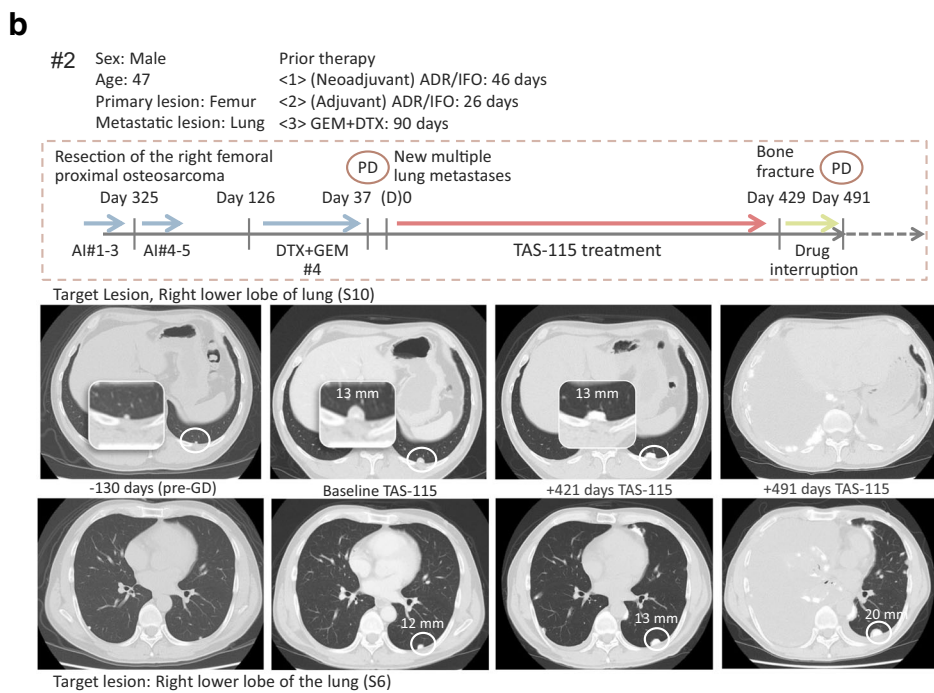 b
#2
Sex: Male
Age: 47
Primary lesion: Femur
Metastatic lesion: Lung
Prior therapy
<1> (Neoadjuvant) ADR/IFO: 46 days
<2> (Adjuvant) ADR/IFO: 26 days
<3> GEM+DTX: 90 days
Resection of the right femoral
proximal osteosarcoma
PD
New multiple
lung metastases
Bone
fracture
PD
Day 325
Day 126
Day 37
(D)0
Day 429
Day 491
AI#1-3
AI#4-5
DTX+GEM
#4
TAS-115 treatment
Drug
interruption
Target Lesion, Right lower lobe of lung (S10)
13 mm
13 mm
-130 days (pre-GD)
Baseline TAS-115
+421 days TAS-115
+491 days TAS-115
12 mm
13 mm
20 mm
Target lesion: Right lower lobe of the lung (S6)